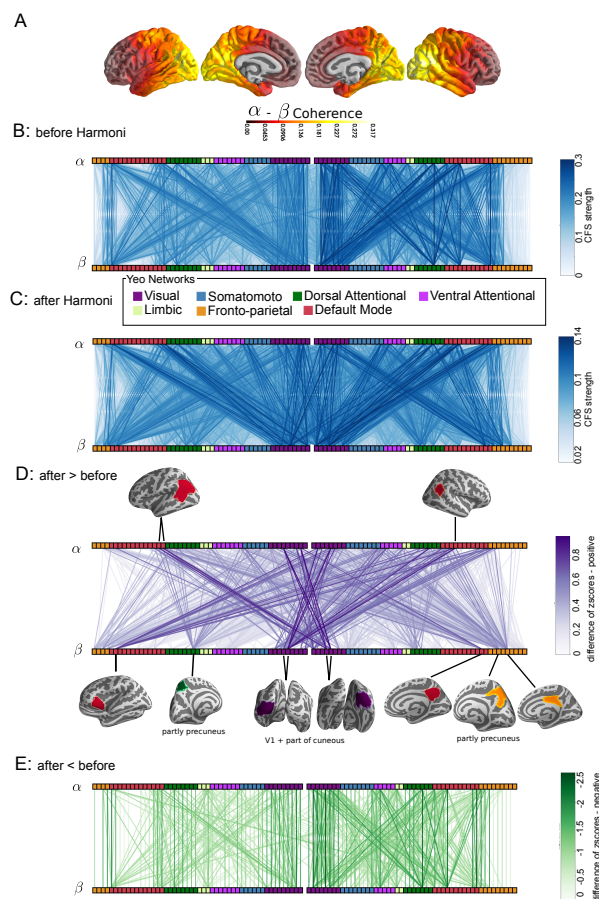 A
α - β Coherence
0.00 0.0453 0.0906 0.136 0.181 0.227 0.272 0.317
B: before Harmoni
α
β
0.3
0.2
0.1
0
CFS strength
Yeo Networks
Visual Somatomoto Dorsal Attentional Ventral Attentional
Limbic Fronto-parietal Default Mode
C: after Harmoni
α
β
0.14
0.1
0.06
0.02
CFS strength
D: after > before
α
β
0.8
0.6
0.4
0.2
0
difference of zscores - positive
partly precuneus
V1 + part of cuneous
partly precuneus
E: after < before
α
β
-2.5
-2
-1.5
-1
-0.5
0
difference of zscores - negative